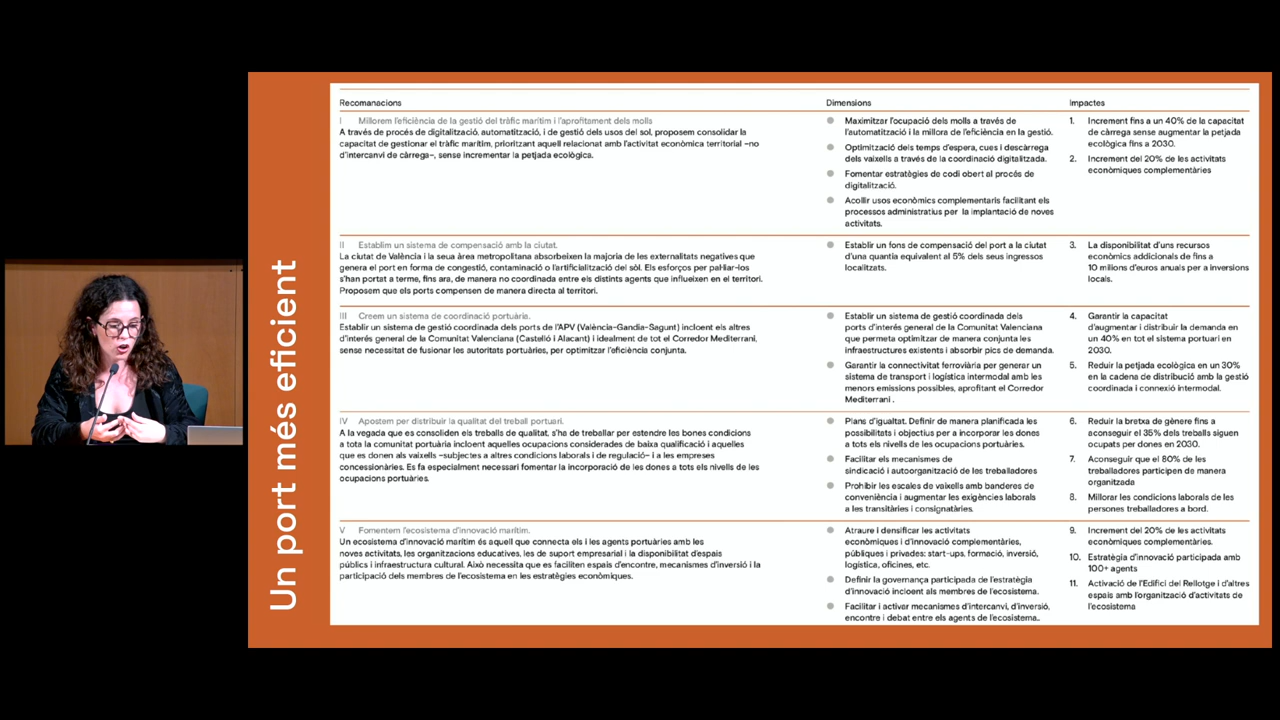 Un port més eficient
Recomanacions
Dimensions
Impactes
I Millorem l'eficiència de la gestió del tràfic marítim i l'aprofitament dels molls
A través de procés de digitalització, automatització, i de gestió dels usos del sol, proposem consolidar la
capacitat de gestionar el tràfic marítim, prioritzant aquell relacionat amb l'activitat econòmica territorial –no
d'intercanvi de càrrega–, sense incrementar la petjada ecològica.
Maximitzar l'ocupació dels molls a través de
l'automatització i la millora de l'eficiència en la gestió.
Optimització dels temps d'espera, cues i descàrrega
dels vaixells a través de la coordinació digitalitzada.
Fomentar estratègies de codi obert al procés de
digitalització.
Acollir usos econòmics complementaris facilitant els
processos administratius per la implantació de noves
activitats.
1. Increment fins a un 40% de la capacitat
de càrrega sense augmentar la petjada
ecològica fins a 2030.
2. Increment del 20% de les activitats
econòmiques complementàries
II Establim un sistema de compensació amb la ciutat.
La ciutat de València i la seua àrea metropolitana absorbeixen la majoria de les externalitats negatives que
genera el port en forma de congestió, contaminació o l'artificialització del sòl. Els esforços per pal·liar-los
s'han portat a terme, fins ara, de manera no coordinada entre els distints agents que influeixen en el territori.
Proposem que els ports compensen de manera directa al territori.
Establir un fons de compensació del port a la ciutat
d'una quantia equivalent al 5% dels seus ingressos
localitzats.
3. La disponibilitat d'uns recursos
econòmics addicionals de fins a
10 milions d'euros anuals per a inversions
locals.
III Creem un sistema de coordinació portuària.
Establir un sistema de gestió coordinada dels ports de l'APV (València-Gandia-Sagunt) incloent els altres
d'interés general de la Comunitat Valenciana (Castelló i Alacant) i idealment de tot el Corredor Mediterrani,
sense necessitat de fusionar les autoritats portuàries, per optimitzar l'eficiència conjunta.
Establir un sistema de gestió coordinada dels
ports d'interés general de la Comunitat Valenciana
que permeta optimitzar de manera conjunta les
infraestructures existents i absorbir pics de demanda.
Garantir la connectivitat ferroviària per generar un
sistema de transport i logística intermodal amb les
menors emissions possibles, aprofitant el Corredor
Mediterrani .
4. Garantir la capacitat
d'augmentar i distribuir la demanda en
un 40% en tot el sistema portuari en
2030.
5. Reduir la petjada ecològica en un 30%
en la cadena de distribució amb la gestió
coordinada i connexió intermodal.
IV Apostem per distribuir la qualitat del treball portuari.
A la vegada que es consoliden els treballs de qualitat, s'ha de treballar per estendre les bones condicions
a tota la comunitat portuària incloent aquelles ocupacions considerades de baixa qualificació i aquelles
que es donen als vaixells –subjectes a altres condicions laborals i de regulació– i a les empreses
concessionàries. Es fa especialment necessari fomentar la incorporació de les dones a tots els nivells de les
ocupacions portuàries.
Plans d'igualtat. Definir de manera planificada les
possibilitats i objectius per a incorporar les dones
a tots els nivells de les ocupacions portuàries.
Facilitar els mecanismes de
sindicació i autoorganització de les treballadores
Prohibir les escales de vaixells amb banderes de
conveniència i augmentar les exigències laborals
a les transitàries i consignatàries.
6. Reduir la bretxa de gènere fins a
aconseguir el 35% dels treballs siguen
ocupats per dones en 2030.
7. Aconseguir que el 80% de les
treballadores participen de manera
organitzada
8. Millorar les condicions laborals de les
persones treballadores a bord.
V Fomentem l'ecosistema d'innovació marítim.
Un ecosistema d'innovació marítim és aquell que connecta els i les agents portuàries amb les
noves activitats, les organitzacions educatives, les de suport empresarial i la disponibilitat d'espais
públics i infraestructura cultural. Això necessita que es faciliten espais d'encontre, mecanismes d'inversió i la
participació dels membres de l'ecosistema en les estratègies econòmiques.
Atraure i densificar les activitats
econòmiques i d'innovació complementàries,
públiques i privades: start-ups, formació, inversió,
logística, oficines, etc.
Definir la governança participada de l'estratègia
d'innovació incloent als membres de l'ecosistema.
Facilitar i activar mecanismes d'intercanvi, d'inversió,
encontre i debat entre els agents de l'ecosistema..
9. Increment del 20% de les activitats
econòmiques complementàries.
10. Estratègia d'innovació participada amb
100+ agents
11. Activació de l'Edifici del Rellotge i d'altres
espais amb l'organització d'activitats de
l'ecosistema